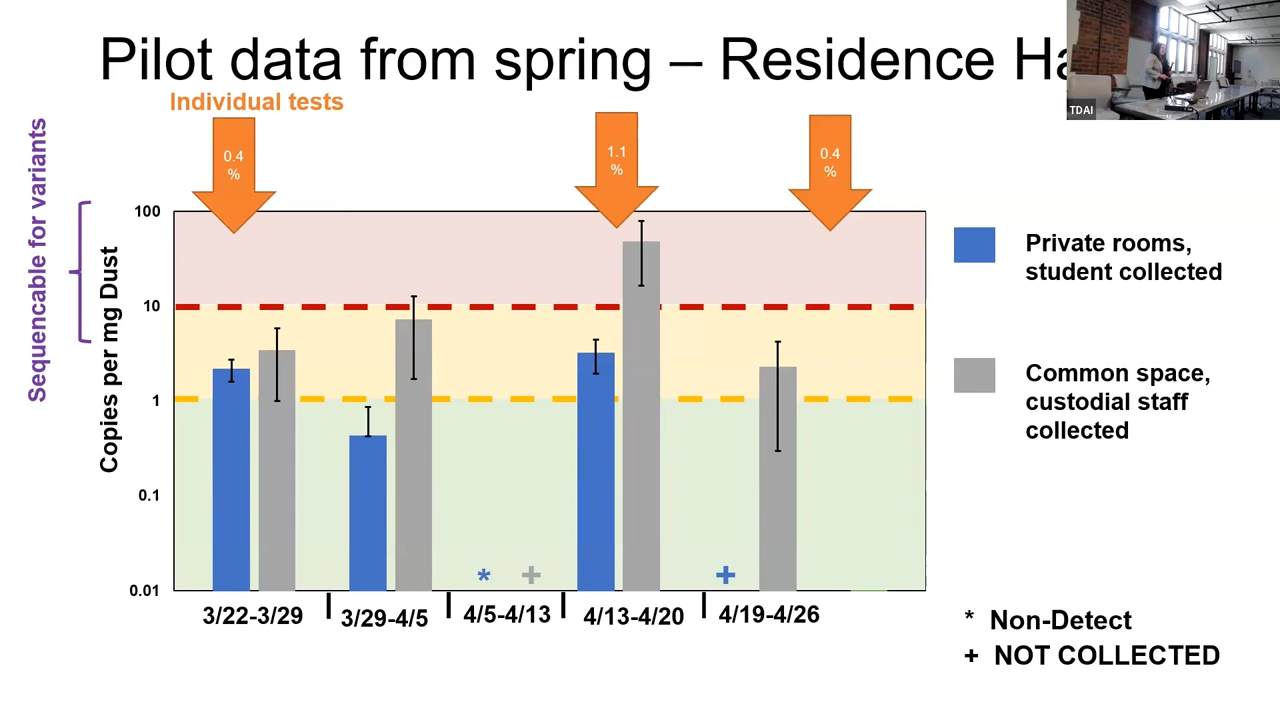 Pilot data from spring – Residence Ha
TDAI
Individual tests
0.4
%
1.1
%
0.4
%
Sequencable for variants
Copies per mg Dust
100
10
1
0.1
0.01
* +
+
3/22-3/29 3/29-4/5 4/5-4/13 4/13-4/20 4/19-4/26
Private rooms,
student collected
Common space,
custodial staff
collected
* Non-Detect
+ NOT COLLECTED